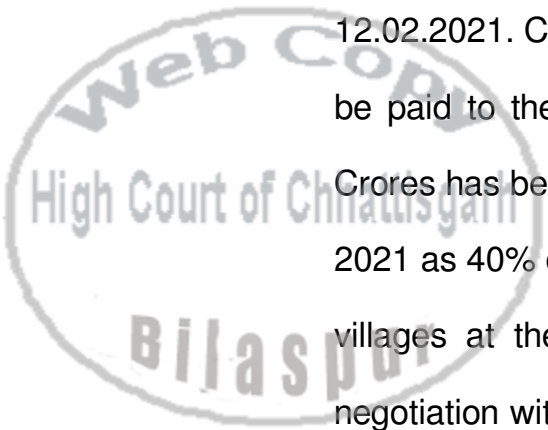 Web Copy
High Court of Chhattisgarh
Bilaspur
12.02.2021. C
be paid to the
Crores has be
2021 as 40%
villages at the
negotiation wit